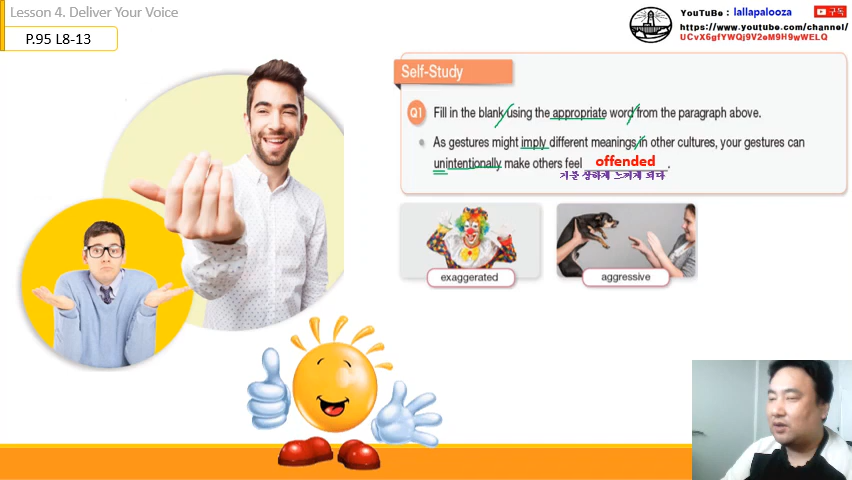 Lesson 4. Deliver Your Voice
P.95 L8-13
YouTuBe : lallapalooza
구독
https://www.youtube.com/channel/
UCvX6gfYWQj9V2eM9H9wWELQ
Self-Study
Q1 Fill in the blank using the appropriate word from the paragraph above.
As gestures might imply different meanings in other cultures, your gestures can
unintentionally make others feel offended.
기분 상하게 느끼게 되다
exaggerated
aggressive